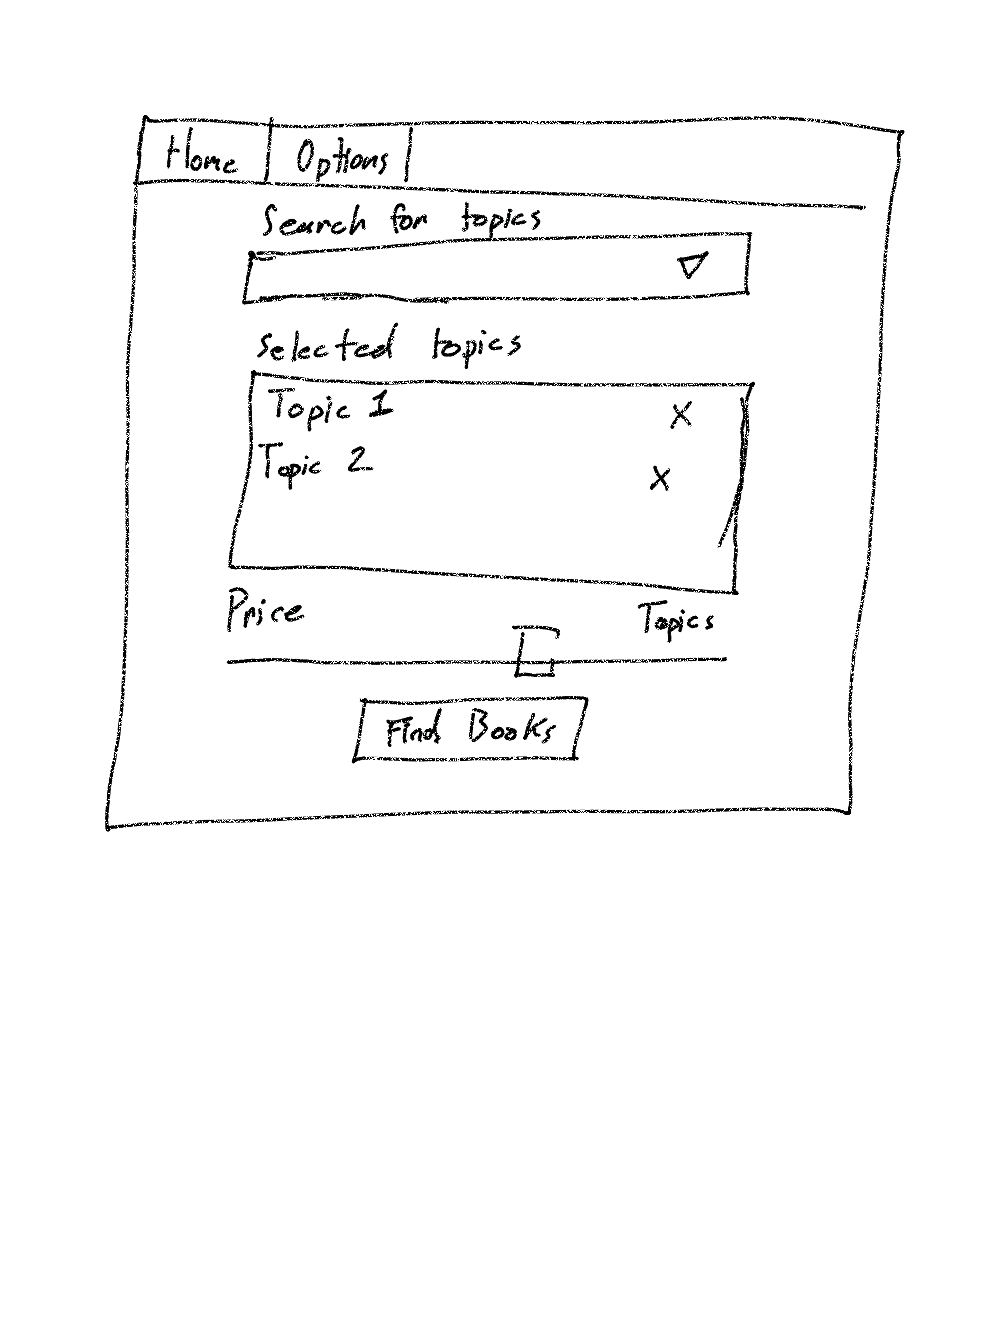 Home Options
Search for topics
Selected topics
Topic 1 X
Topic 2 X
Price Topics
Find Books